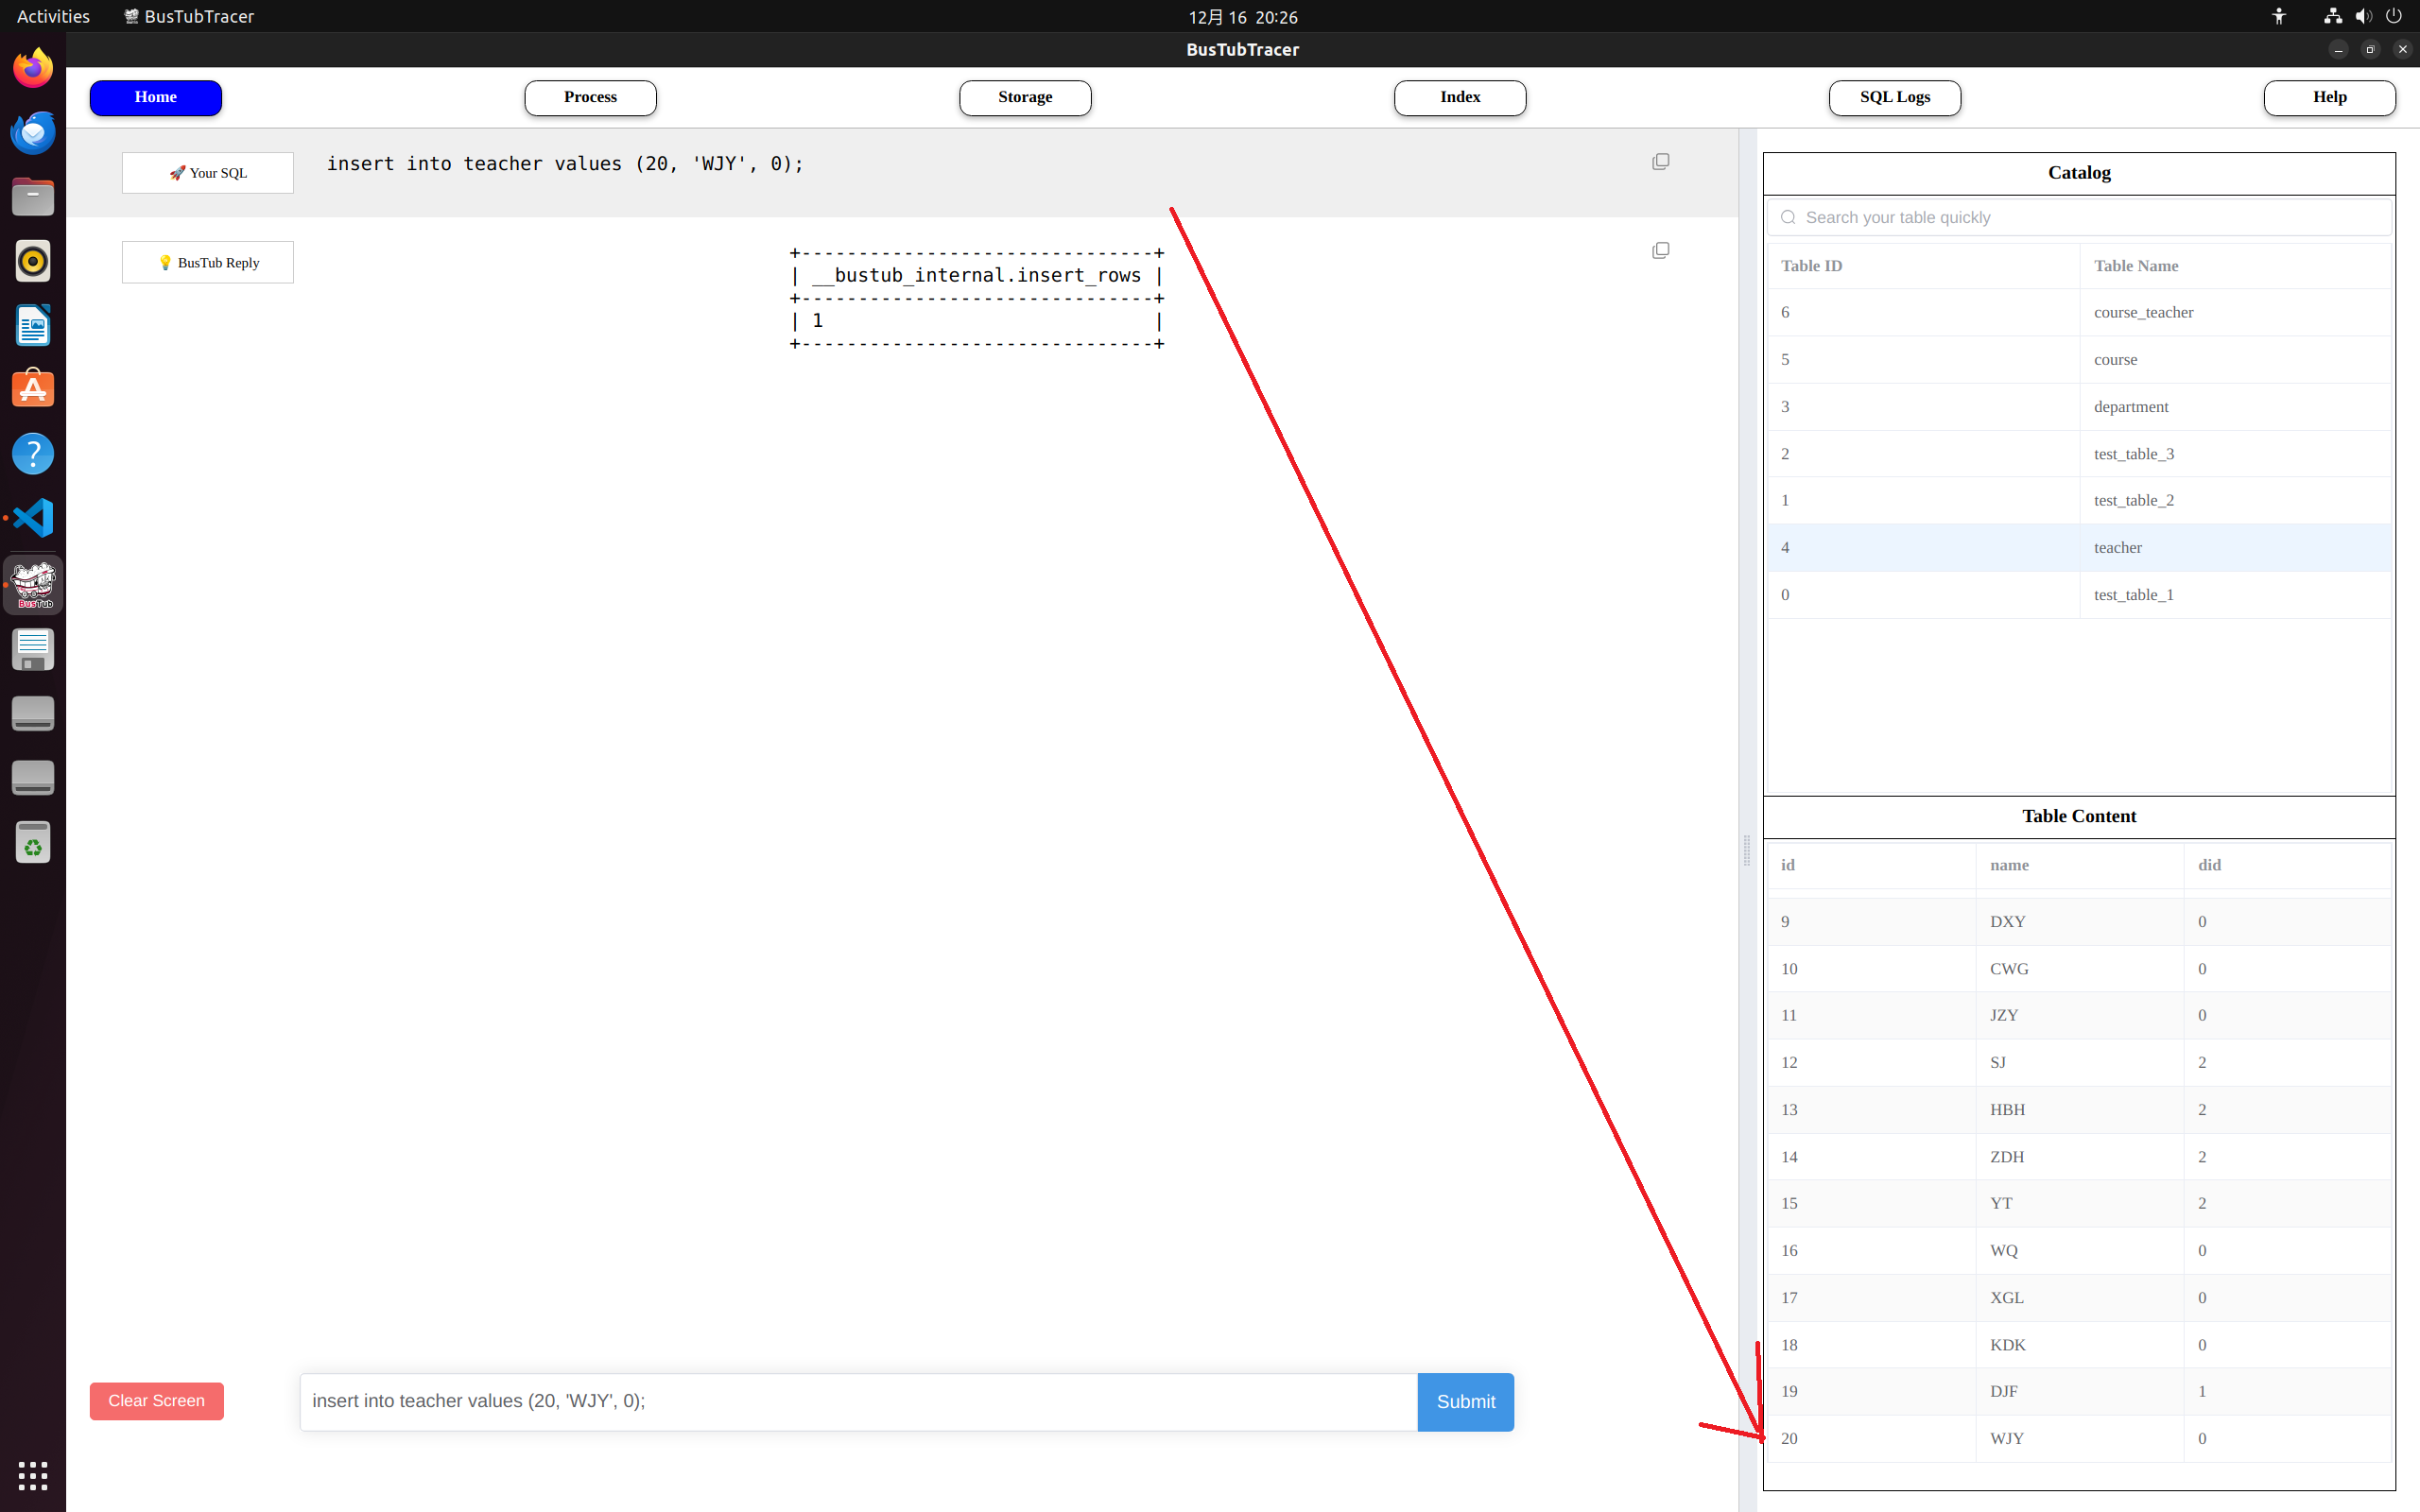 Activities BusTubTracer 12月 16 20:26
BusTubTracer
Home Process Storage Index SQL Logs Help
🚀 Your SQL insert into teacher values (20, 'WJY', 0);
💡 BusTub Reply
+-------------------------------+
| __bustub_internal.insert_rows |
+-------------------------------+
| 1 |
+-------------------------------+
Clear Screen insert into teacher values (20, 'WJY', 0); Submit
Catalog
Search your table quickly
Table ID Table Name
6 course_teacher
5 course
3 department
2 test_table_3
1 test_table_2
4 teacher
0 test_table_1
Table Content
id name did
9 DXY 0
10 CWG 0
11 JZY 0
12 SJ 2
13 HBH 2
14 ZDH 2
15 YT 2
16 WQ 0
17 XGL 0
18 KDK 0
19 DJF 1
20 WJY 0
BusTub